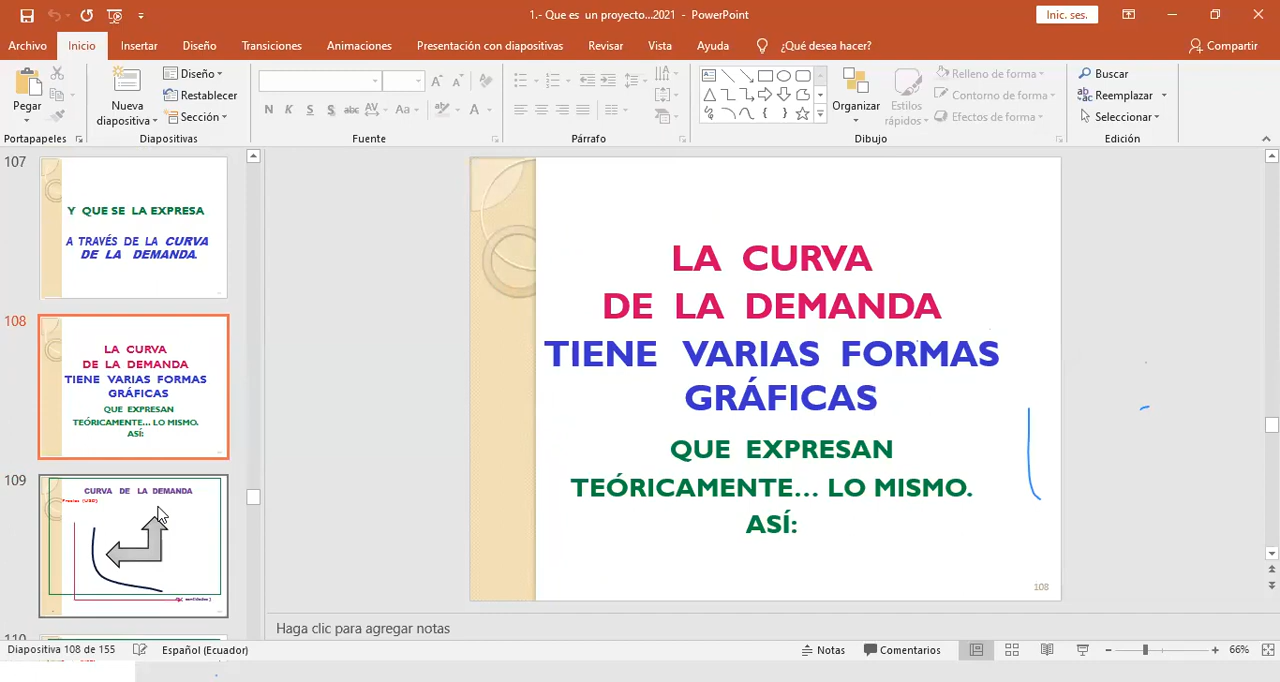 1.- Que es un proyecto...2021 - PowerPoint
Inic. ses.
Archivo Inicio Insertar Diseño Transiciones Animaciones Presentación con diapositivas Revisar Vista Ayuda ¿Qué desea hacer? Compartir
Pegar
Nueva diapositiva
Diseño
Restablecer
Sección
N K S S abc AV Aa A
Organizar
Estilos rápidos
Relleno de forma
Contorno de forma
Efectos de forma
Buscar
Reemplazar
Seleccionar
Portapapeles Diapositivas Fuente Párrafo Dibujo Edición
107
Y QUE SE LA EXPRESA
A TRAVÉS DE LA CURVA
DE LA DEMANDA.
108
LA CURVA
DE LA DEMANDA
TIENE VARIAS FORMAS
GRÁFICAS
QUE EXPRESAN
TEÓRICAMENTE... LO MISMO.
ASÍ:
109
CURVA DE LA DEMANDA
Precios (USD)
110
LA CURVA
DE LA DEMANDA
TIENE VARIAS FORMAS
GRÁFICAS
QUE EXPRESAN
TEÓRICAMENTE... LO MISMO.
ASÍ:
108
Haga clic para agregar notas
Diapositiva 108 de 155 Español (Ecuador) Notas Comentarios 66%